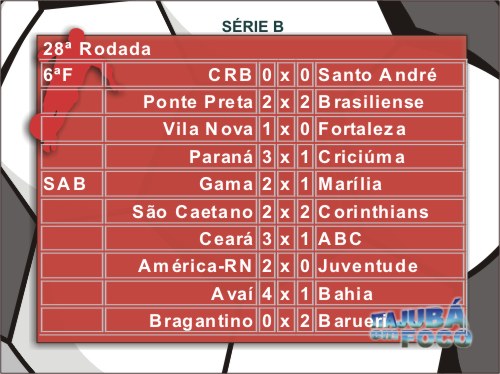 SÉRIE B
28ª Rodada
6ªF CRB 0 x 0 Santo André
Ponte Preta 2 x 2 Brasiliense
Vila Nova 1 x 0 Fortaleza
Paraná 3 x 1 Criciúma
SAB Gama 2 x 1 Marília
São Caetano 2 x 2 Corinthians
Ceará 3 x 1 ABC
América-RN 2 x 0 Juventude
Avaí 4 x 1 Bahia
Bragantino 0 x 2 Barueri
TAJUBÁ
EM FOCO